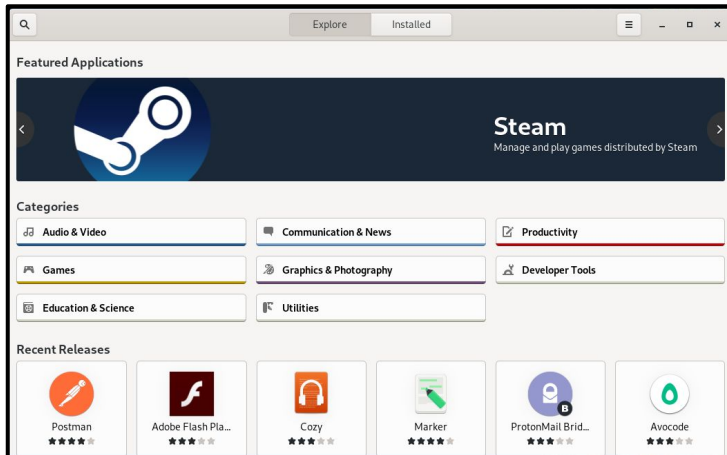 Explore Installed
Featured Applications
Steam
Manage and play games distributed by Steam
Categories
Audio & Video Communication & News Productivity
Games Graphics & Photography Developer Tools
Education & Science Utilities
Recent Releases
Postman Adobe Flash Pla... Cozy Marker ProtonMail Brid... Avocode